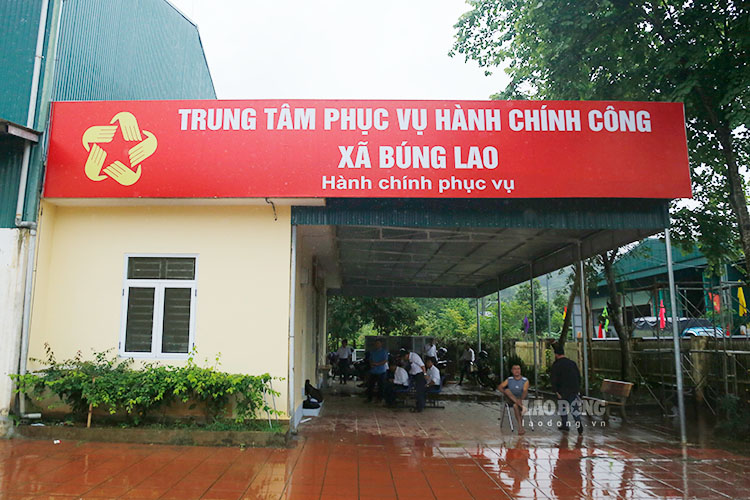 TRUNG TÂM PHỤC VỤ HÀNH CHÍNH CÔNG
XÃ BÚNG LAO
Hành chính phục vụ
LAO ĐỘNG
laodong.vn